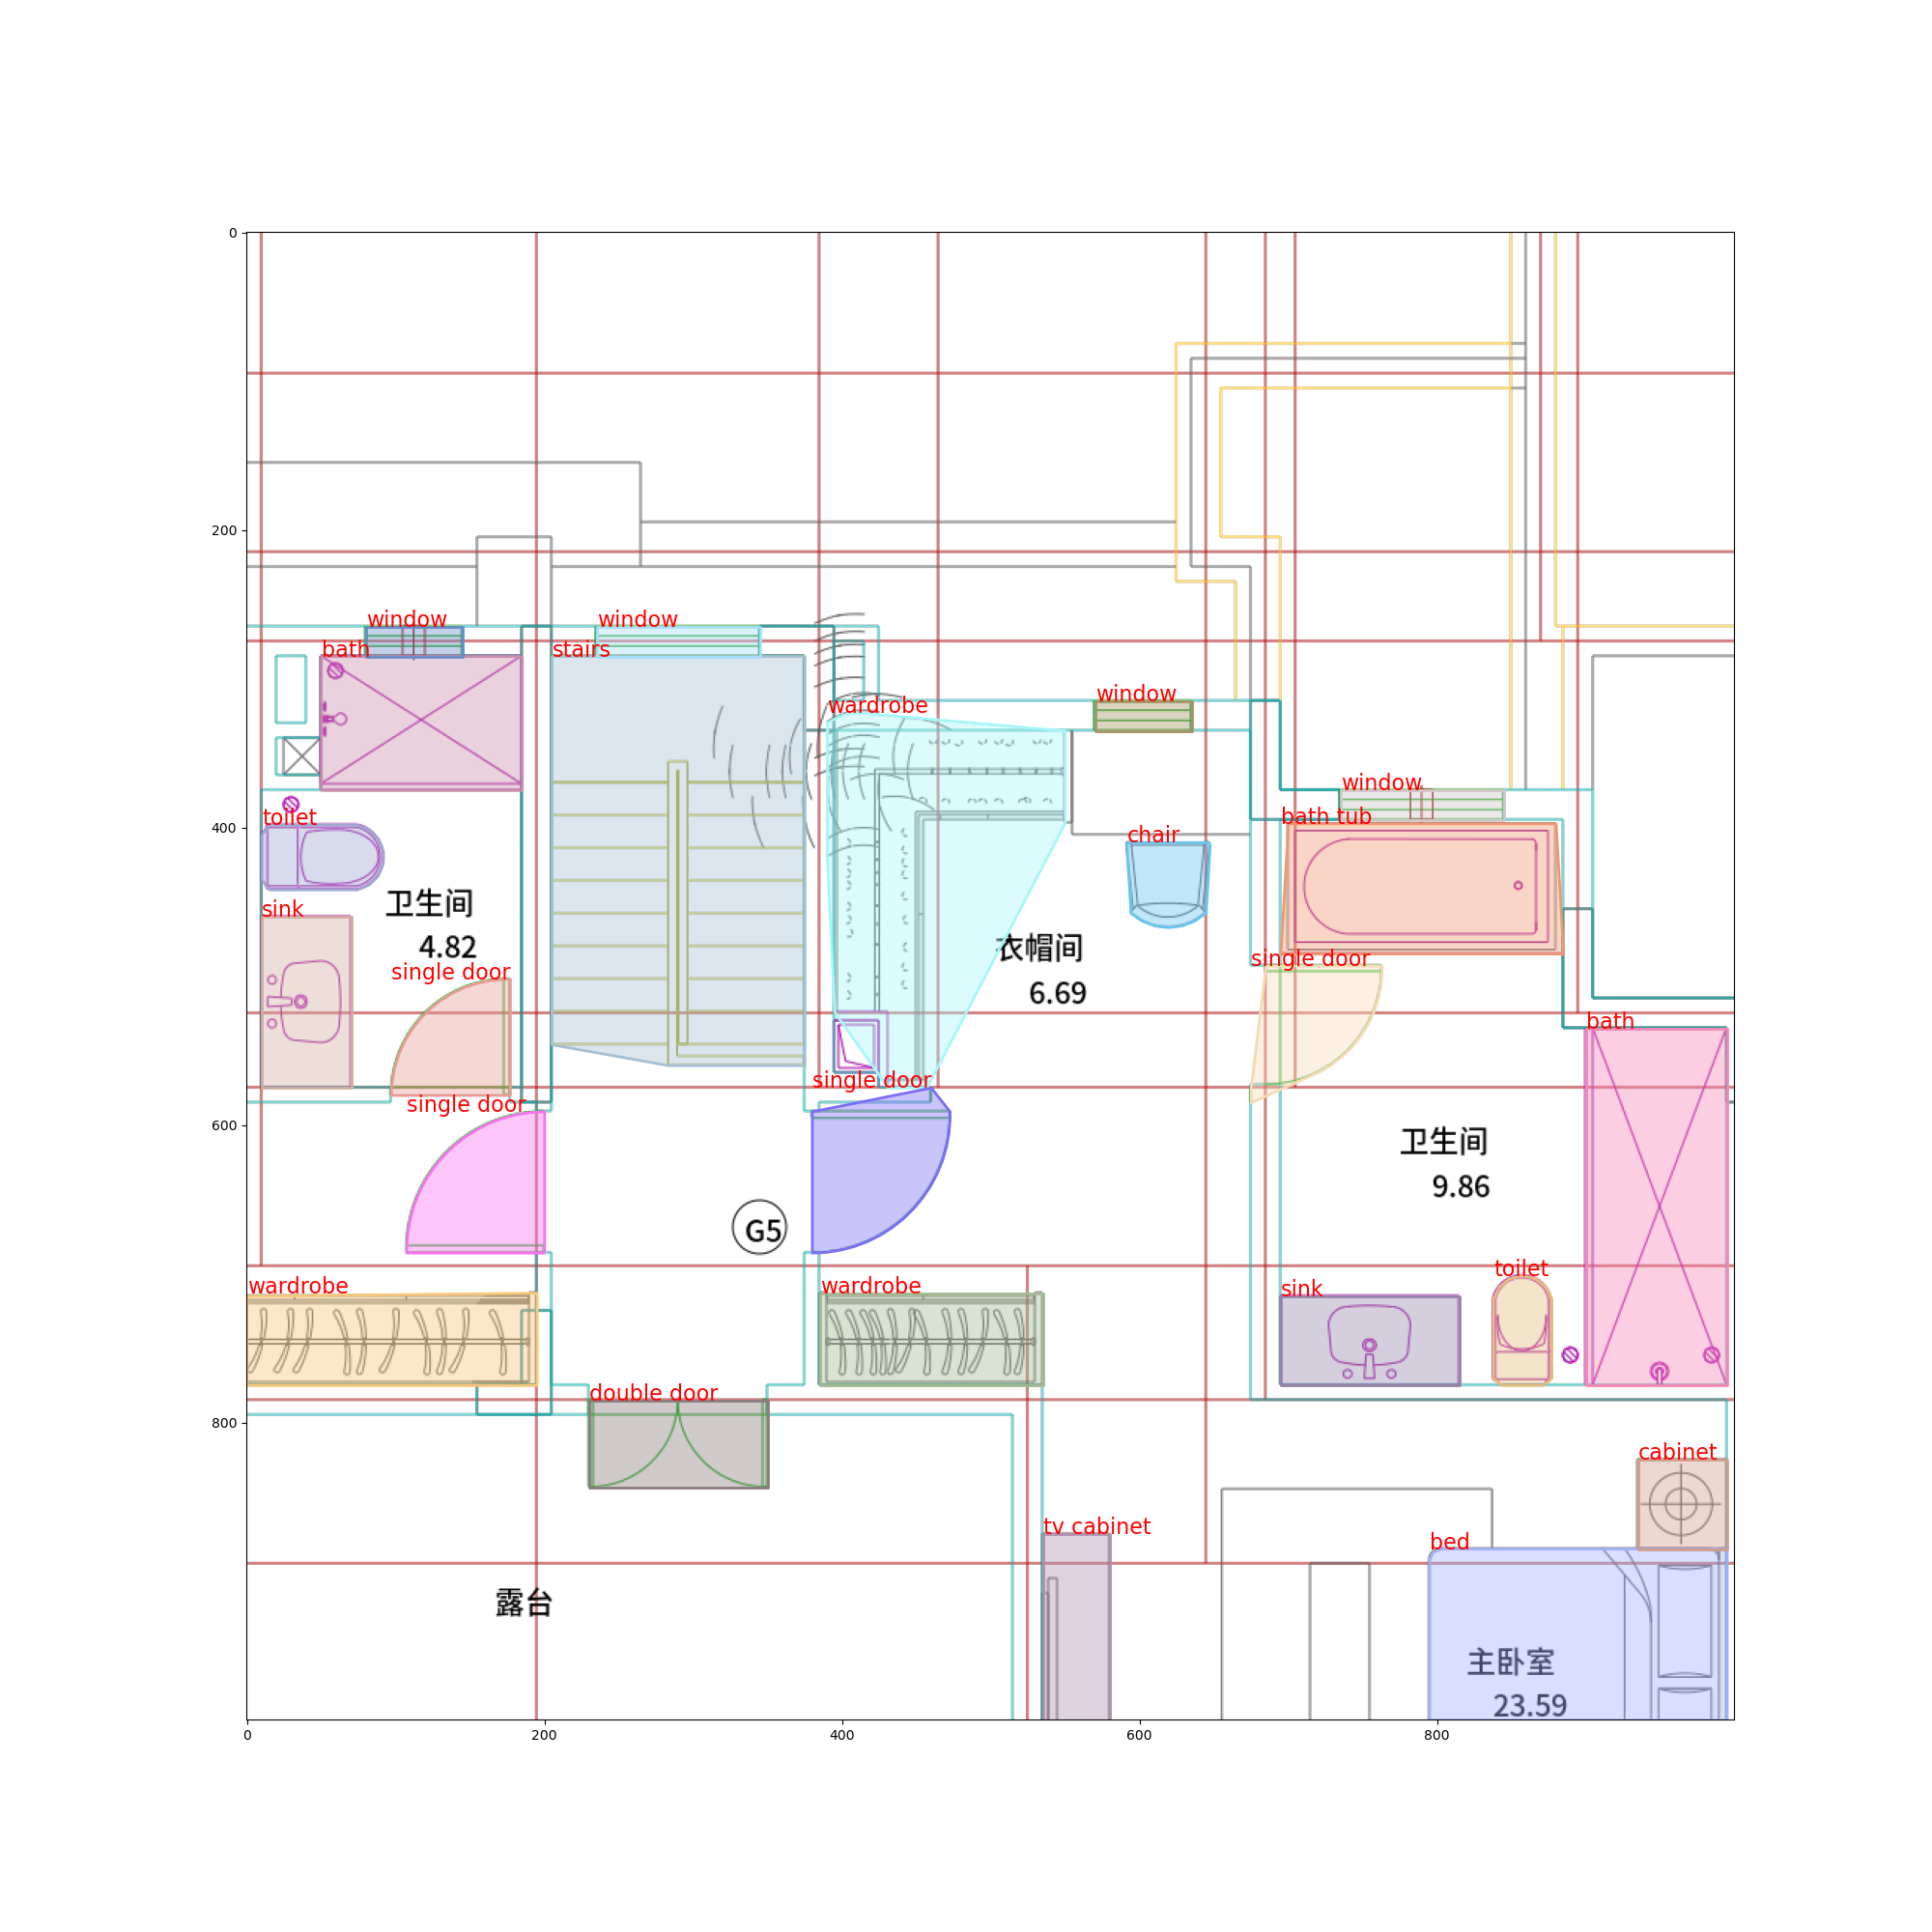 0
200
400
600
800
window
window
bath
stairs
window
wardrobe
window
toilet
bath tub
chair
卫生间
4.82
sink
single door
衣帽间
6.69
single door
bath
single door
single door
卫生间
9.86
G5
wardrobe
wardrobe
sink
toilet
double door
cabinet
tv cabinet
bed
露台
主卧室
23.59
0
200
400
600
800